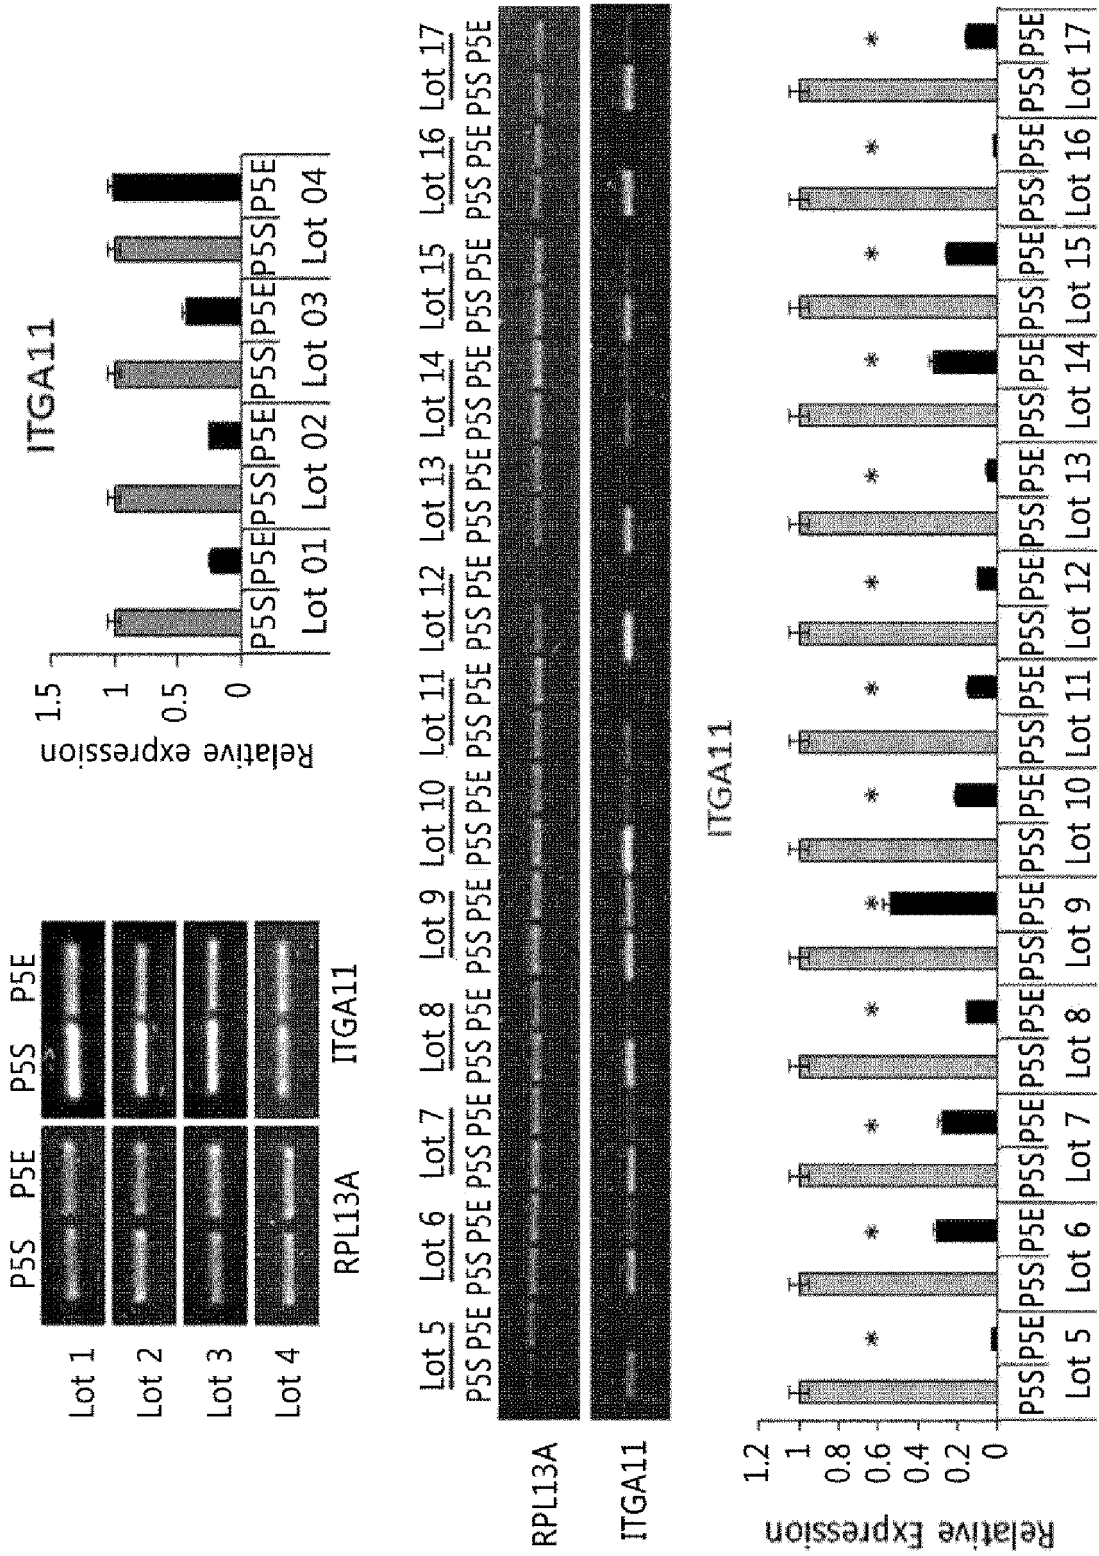 P5S P5E P5S P5E
Lot 1
Lot 2
Lot 3
Lot 4
RPL13A ITGA11
ITGA11
Relative expression
1.5
1
0.5
0
P5S P5E P5S P5E P5S P5E P5S P5E
Lot 01 Lot 02 Lot 03 Lot 04
Lot 5 Lot 6 Lot 7 Lot 8 Lot 9 Lot 10 Lot 11 Lot 12 Lot 13 Lot 14 Lot 15 Lot 16 Lot 17
P5S P5E P5S P5E P5S P5E P5S P5E P5S P5E P5S P5E P5S P5E P5S P5E P5S P5E P5S P5E P5S P5E P5S P5E P5S P5E
RPL13A
ITGA11
ITGA11
Relative Expression
1.2
1
0.8
0.6
0.4
0.2
0
* * * * * * * * * * * * *
P5S P5E P5S P5E P5S P5E P5S P5E P5S P5E P5S P5E P5S P5E P5S P5E P5S P5E P5S P5E P5S P5E P5S P5E P5S P5E
Lot 5 Lot 6 Lot 7 Lot 8 Lot 9 Lot 10 Lot 11 Lot 12 Lot 13 Lot 14 Lot 15 Lot 16 Lot 17